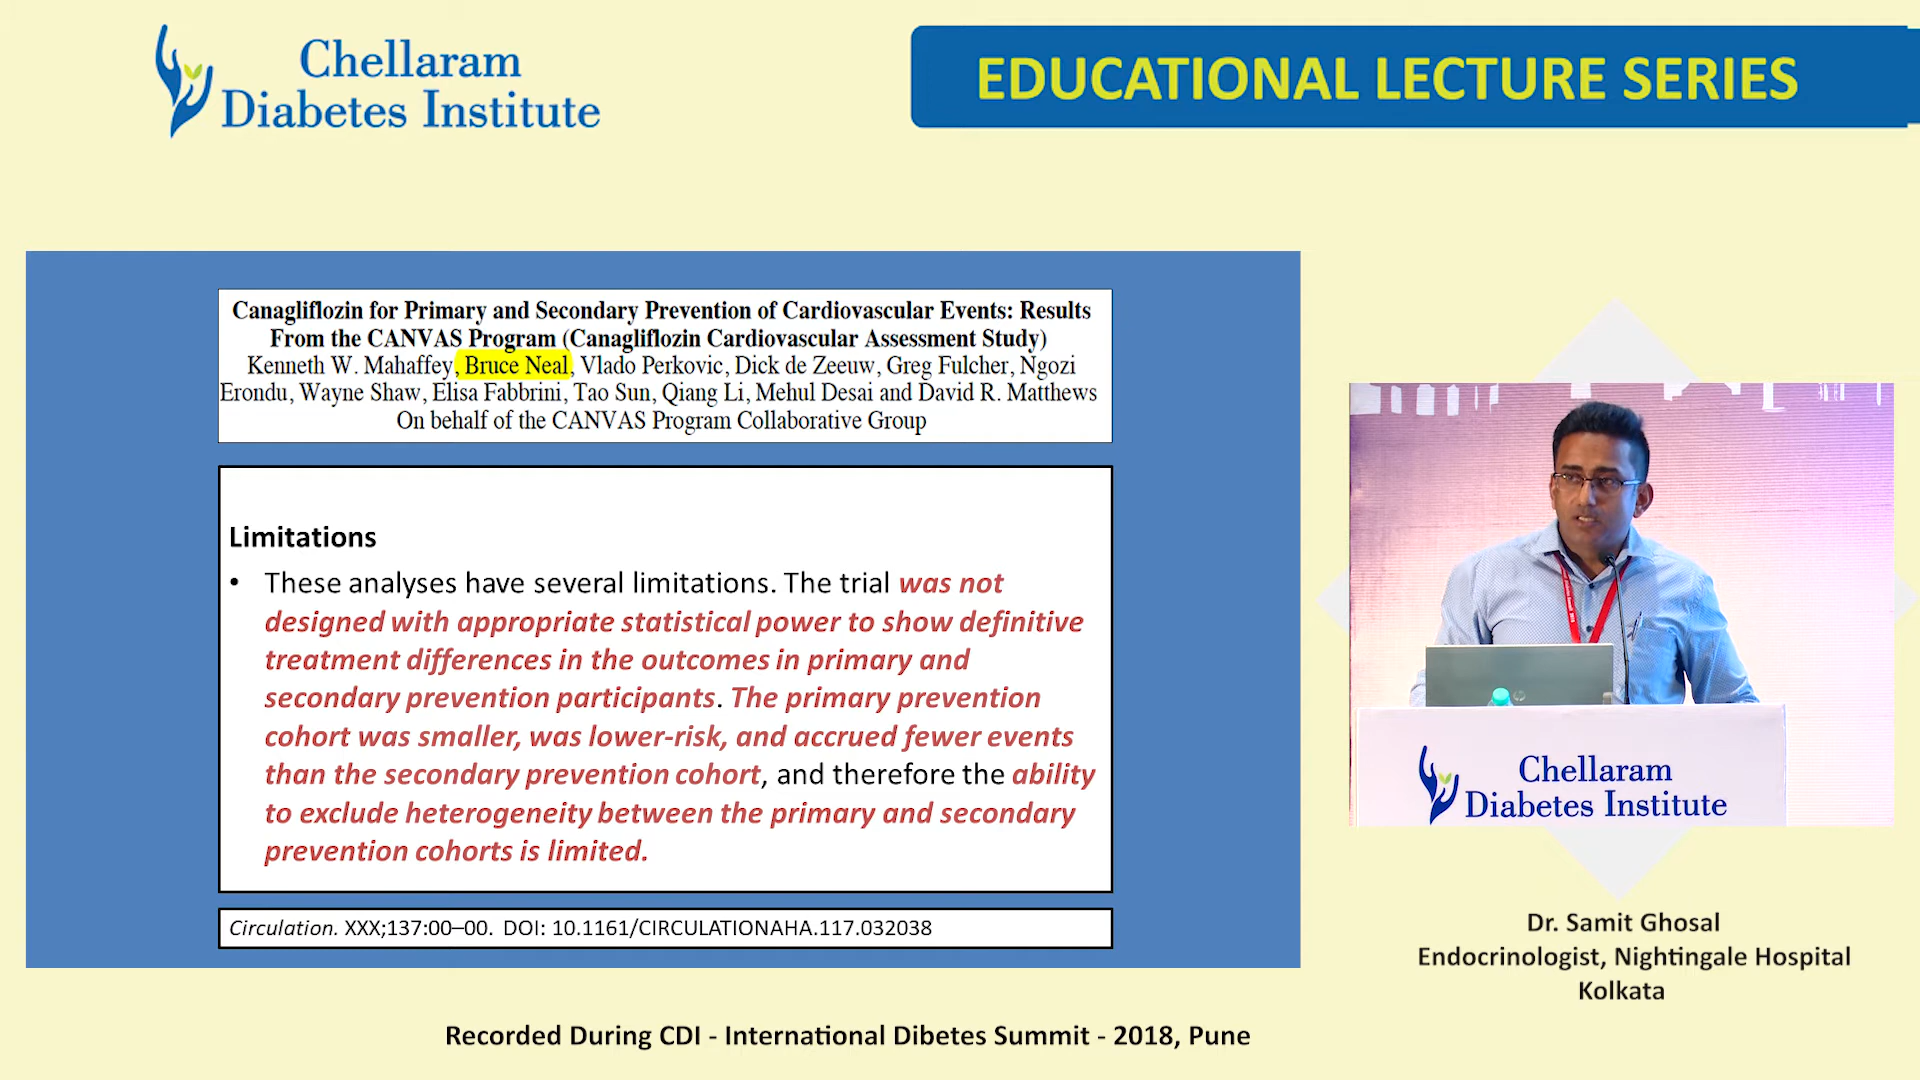 Chellaram
Diabetes Institute
EDUCATIONAL LECTURE SERIES
Canagliflozin for Primary and Secondary Prevention of Cardiovascular Events: Results
From the CANVAS Program (Canagliflozin Cardiovascular Assessment Study)
Kenneth W. Mahaffey, Bruce Neal, Vlado Perkovic, Dick de Zeeuw, Greg Fulcher, Ngozi
Erondu, Wayne Shaw, Elisa Fabbrini, Tao Sun, Qiang Li, Mehul Desai and David R. Matthews
On behalf of the CANVAS Program Collaborative Group
Limitations
• These analyses have several limitations. The trial was not
designed with appropriate statistical power to show definitive
treatment differences in the outcomes in primary and
secondary prevention participants. The primary prevention
cohort was smaller, was lower-risk, and accrued fewer events
than the secondary prevention cohort, and therefore the ability
to exclude heterogeneity between the primary and secondary
prevention cohorts is limited.
Circulation. XXX;137:00–00. DOI: 10.1161/CIRCULATIONAHA.117.032038
Chellaram
Diabetes Institute
Dr. Samit Ghosal
Endocrinologist, Nightingale Hospital
Kolkata
Recorded During CDI - International Dibetes Summit - 2018, Pune